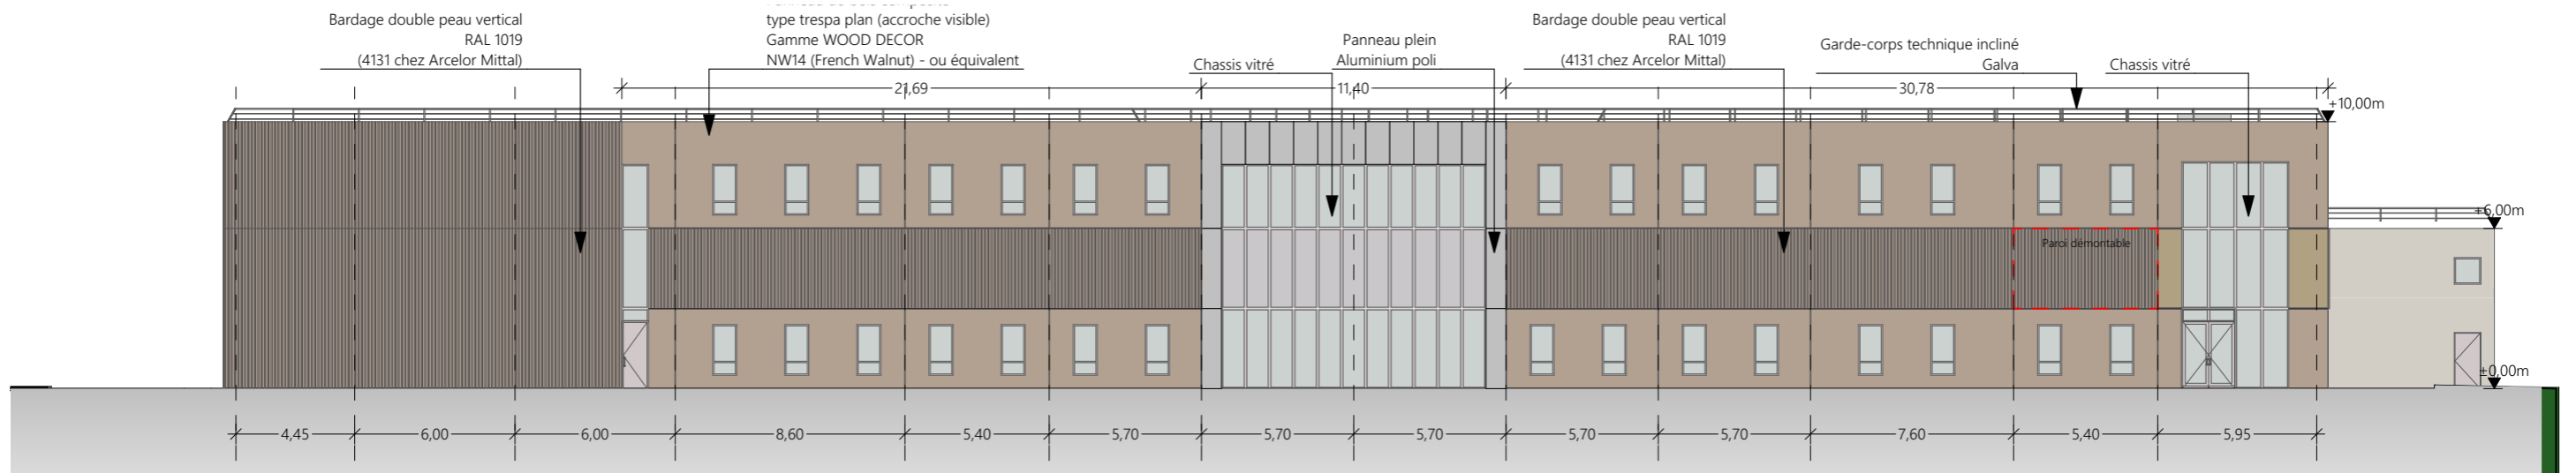 Bardage double peau vertical
RAL 1019
(4131 chez Arcelor Mittal)
type trespa plan (accroche visible)
Gamme WOOD DECOR
NW14 (French Walnut) - ou équivalent
Chassis vitré
Panneau plein
Aluminium poli
Bardage double peau vertical
RAL 1019
(4131 chez Arcelor Mittal)
Garde-corps technique incliné
Galva
Chassis vitré
21,69
11,40
30,78
+10,00m
+6,00m
Paroi démontable
±0,00m
4,45
6,00
6,00
8,60
5,40
5,70
5,70
5,70
5,70
5,70
7,60
5,40
5,95